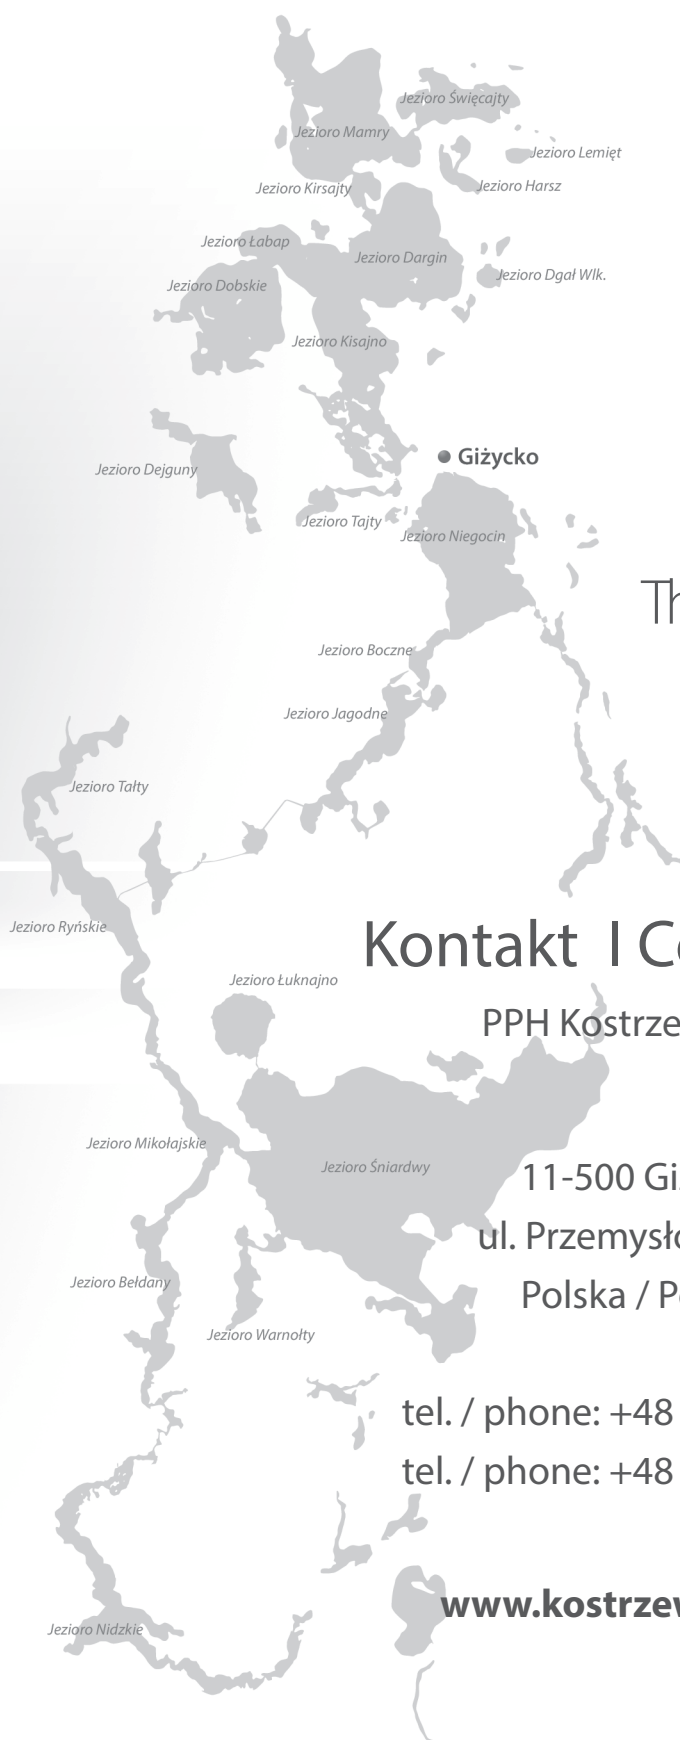 Jezioro Święcajty
Jezioro Mamry
Jezioro Lemięt
Jezioro Kirsajty
Jezioro Harsz
Jezioro Łabap
Jezioro Dargin
Jezioro Dgał Wlk.
Jezioro Dobskie
Jezioro Kisajno
Giżycko
Jezioro Dejguny
Jezioro Tajty
Jezioro Niegocin
Th
Jezioro Boczne
Jezioro Jagodne
Jezioro Tałty
Jezioro Ryńskie
Kontakt I Co
Jezioro Łuknajno
PPH Kostrze
Jezioro Mikołajskie
Jezioro Śniardwy
11-500 Giż
ul. Przemysło
Jezioro Bełdany
Polska / Po
Jezioro Warnołty
tel. / phone: +48
tel. / phone: +48
www.kostrzew
Jezioro Nidzkie